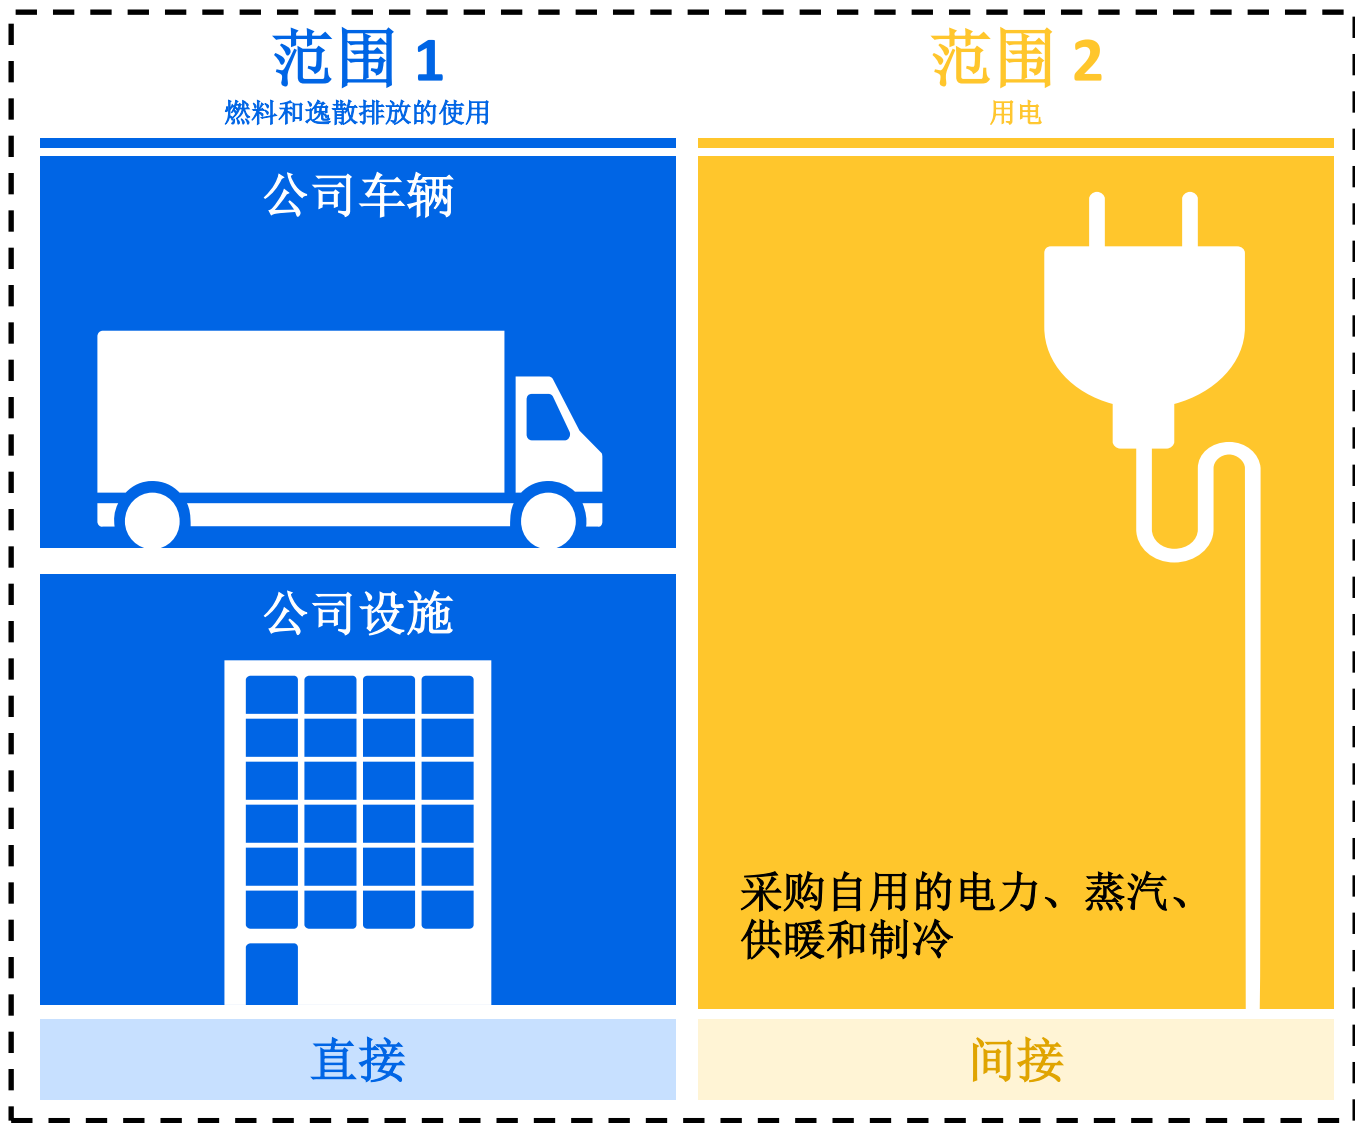 范围 1
燃料和逸散排放的使用
公司车辆
公司设施
直接
范围 2
用电
采购自用的电力、蒸汽、
供暖和制冷
间接